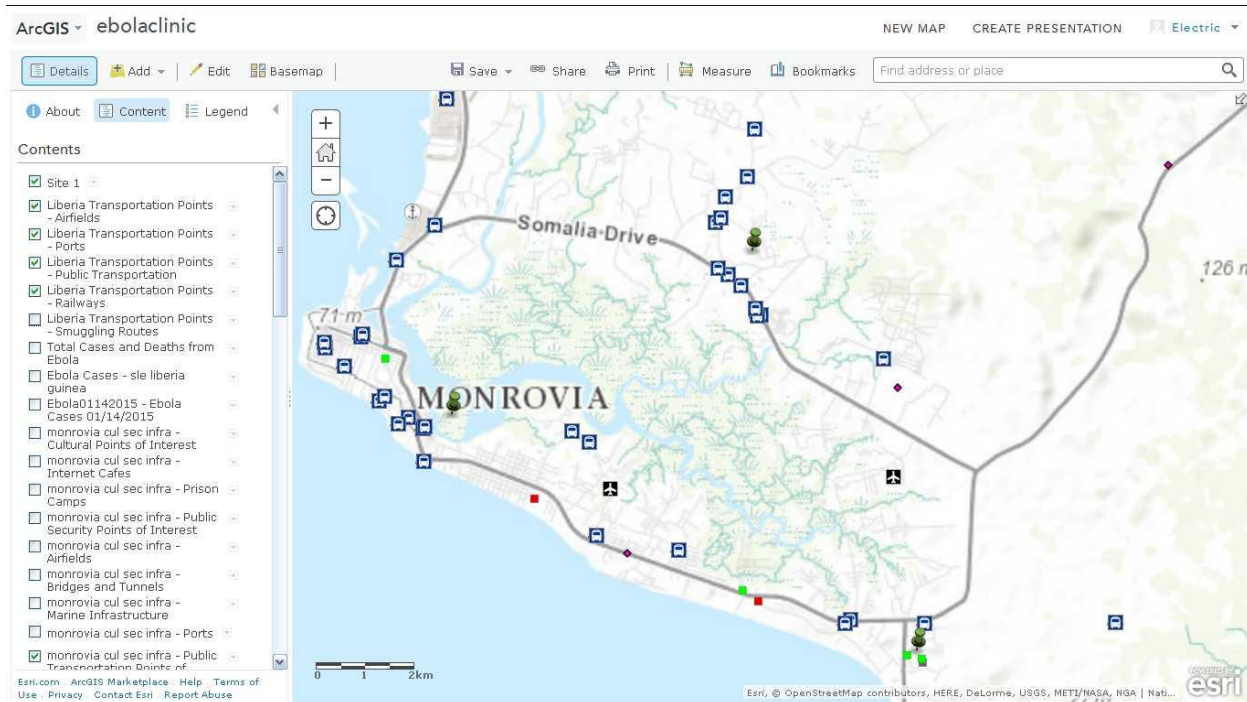 ArcGIS ebolaclinic
NEW MAP CREATE PRESENTATION Electric
Details Add Edit Basemap Save Share Print Measure Bookmarks Find address or place
About Content Legend
Contents
Site 1
Liberia Transportation Points
- Airfields
Liberia Transportation Points
- Ports
Liberia Transportation Points
- Public Transportation
Liberia Transportation Points
- Railways
Liberia Transportation Points
- Smuggling Routes
Total Cases and Deaths from
Ebola
Ebola Cases - sle liberia
guinea
Ebola01142015 - Ebola
Cases 01/14/2015
monrovia cul sec infra -
Cultural Points of Interest
monrovia cul sec infra -
Internet Cafes
monrovia cul sec infra - Prison
Camps
monrovia cul sec infra - Public
Security Points of Interest
monrovia cul sec infra -
Airfields
monrovia cul sec infra -
Bridges and Tunnels
monrovia cul sec infra -
Marine Infrastructure
monrovia cul sec infra - Ports
monrovia cul sec infra - Public
Transportation Points of
Esri.com . ArcGIS Marketplace . Help . Terms of
Use . Privacy . Contact Esri . Report Abuse
Somalia Drive
126 m
71 m
MONROVIA
0 1 2km
Esri, © OpenStreetMap contributors, HERE, DeLorme, USGS, METI/NASA, NGA | Nati...
POWERED BY
esri